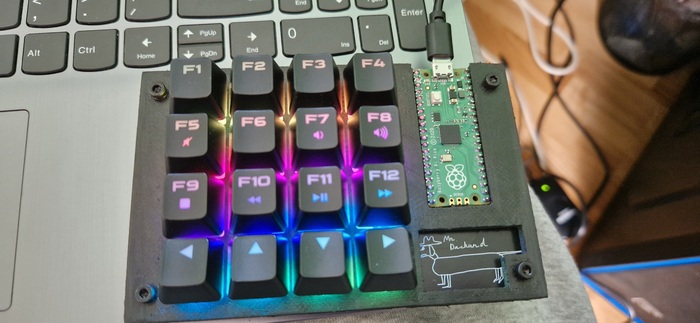 Enter
PgUp
Alt
Ctrl
Home
PgDn
End
0
Ins
Del
F1
F2
F3
F4
F5
F6
F7
F8
F9
F10
F11
F12
Mr
Dachund